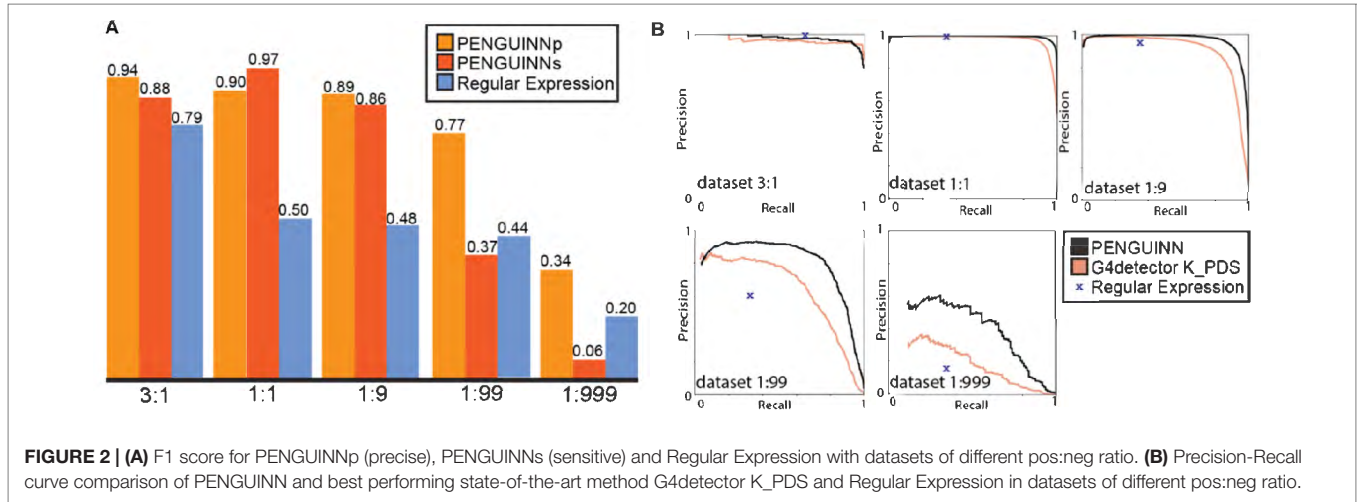 A
PENGUINNp
PENGUINNs
Regular Expression
0.94
0.88
0.79
0.90
0.97
0.50
0.89
0.86
0.48
0.77
0.37
0.44
0.34
0.06
0.20
3:1
1:1
1:9
1:99
1:999
B
1
Precision
dataset 3:1
0
0
Recall
1
1
Precision
dataset 1:1
0
0
Recall
1
1
Precision
dataset 1:9
0
0
Recall
1
1
Precision
dataset 1:99
0
0
Recall
1
1
Precision
dataset 1:999
0
0
Recall
1
PENGUINN
G4detector K_PDS
Regular Expression
FIGURE 2 | (A) F1 score for PENGUINNp (precise), PENGUINNs (sensitive) and Regular Expression with datasets of different pos:neg ratio. (B) Precision-Recall
curve comparison of PENGUINN and best performing state-of-the-art method G4detector K_PDS and Regular Expression in datasets of different pos:neg ratio.